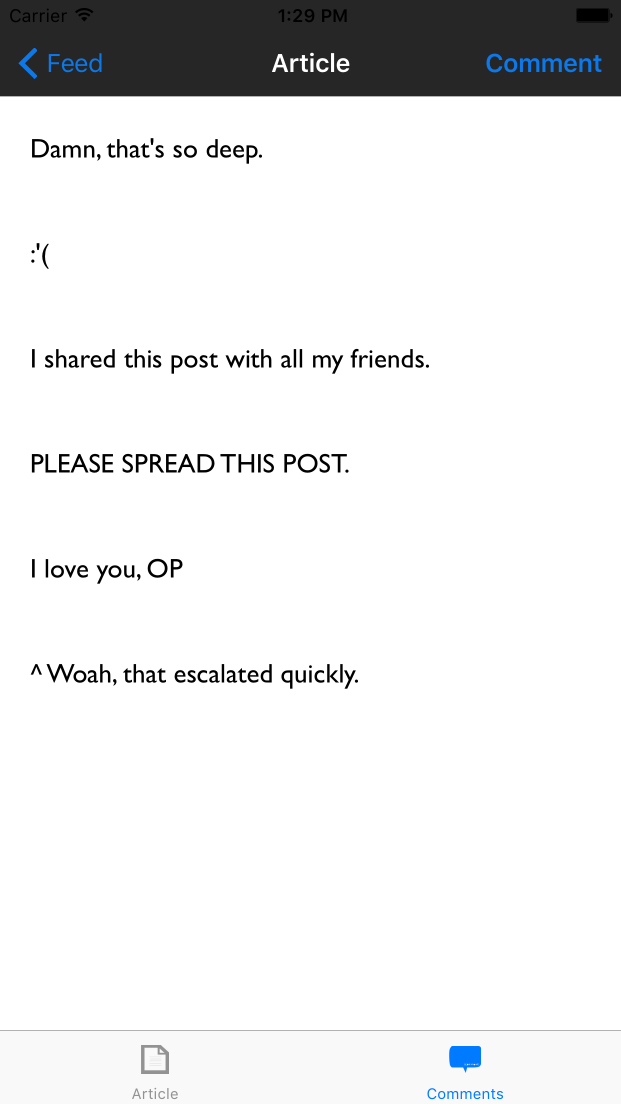 Carrier 1:29 PM
Feed Article Comment
Damn, that's so deep.
:'(
I shared this post with all my friends.
PLEASE SPREAD THIS POST.
I love you, OP
^ Woah, that escalated quickly.
Article Comments